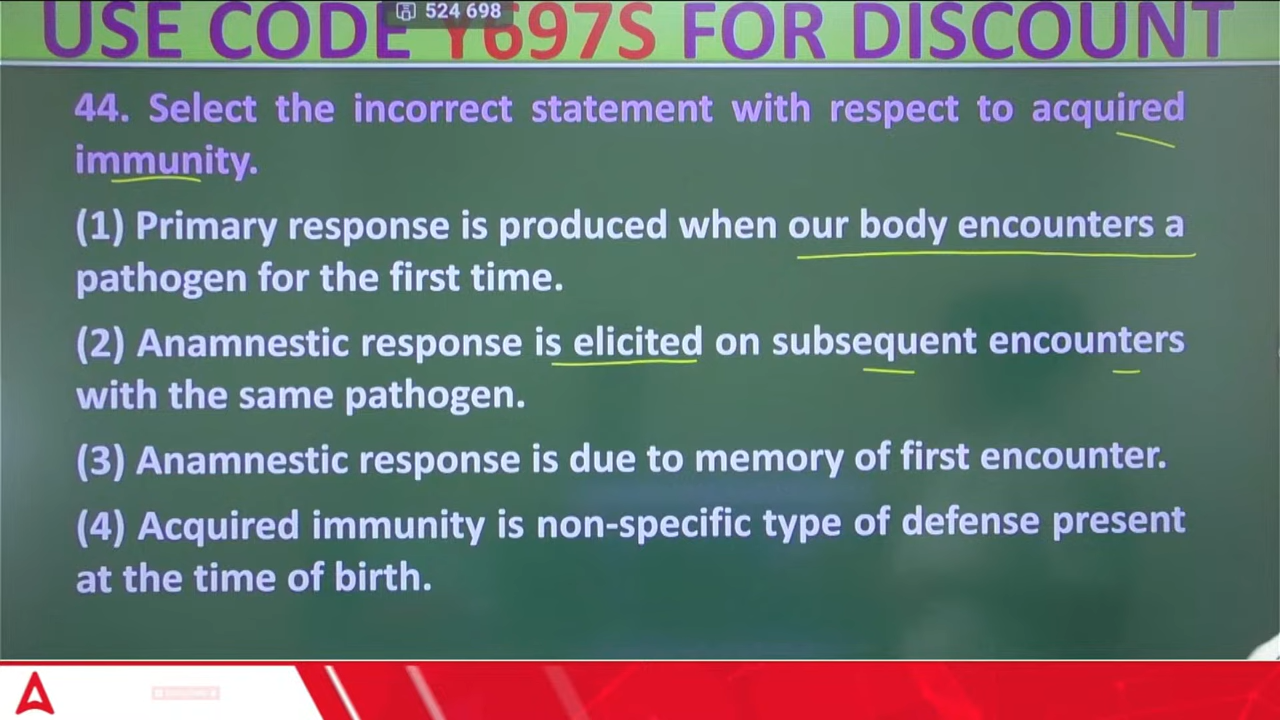 524 698
USE CODE Y697S FOR DISCOUNT
44. Select the incorrect statement with respect to acquired
immunity.
(1) Primary response is produced when our body encounters a
pathogen for the first time.
(2) Anamnestic response is elicited on subsequent encounters
with the same pathogen.
(3) Anamnestic response is due to memory of first encounter.
(4) Acquired immunity is non-specific type of defense present
at the time of birth.